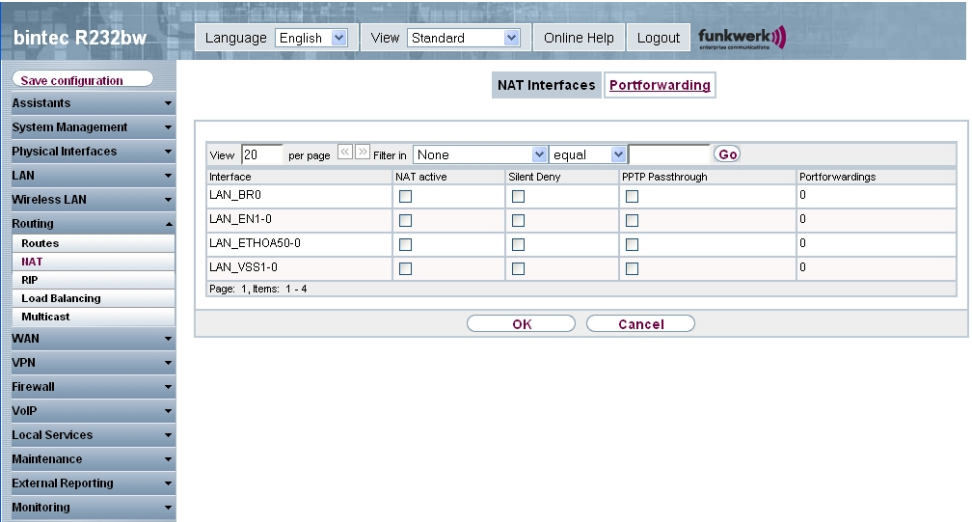 bintec R232bw
Language English View Standard Online Help Logout funkwerk
enterprise communications
Save configuration
Assistants
System Management
Physical Interfaces
LAN
Wireless LAN
Routing
Routes
NAT
RIP
Load Balancing
Multicast
WAN
VPN
Firewall
VoIP
Local Services
Maintenance
External Reporting
Monitoring
NAT Interfaces Portforwarding
View 20 per page << >> Filter in None equal Go
Interface NAT active Silent Deny PPTP Passthrough Portforwardings
LAN_BR0 0
LAN_EN1-0 0
LAN_ETHOA50-0 0
LAN_VSS1-0 0
Page: 1, Items: 1 - 4
OK Cancel